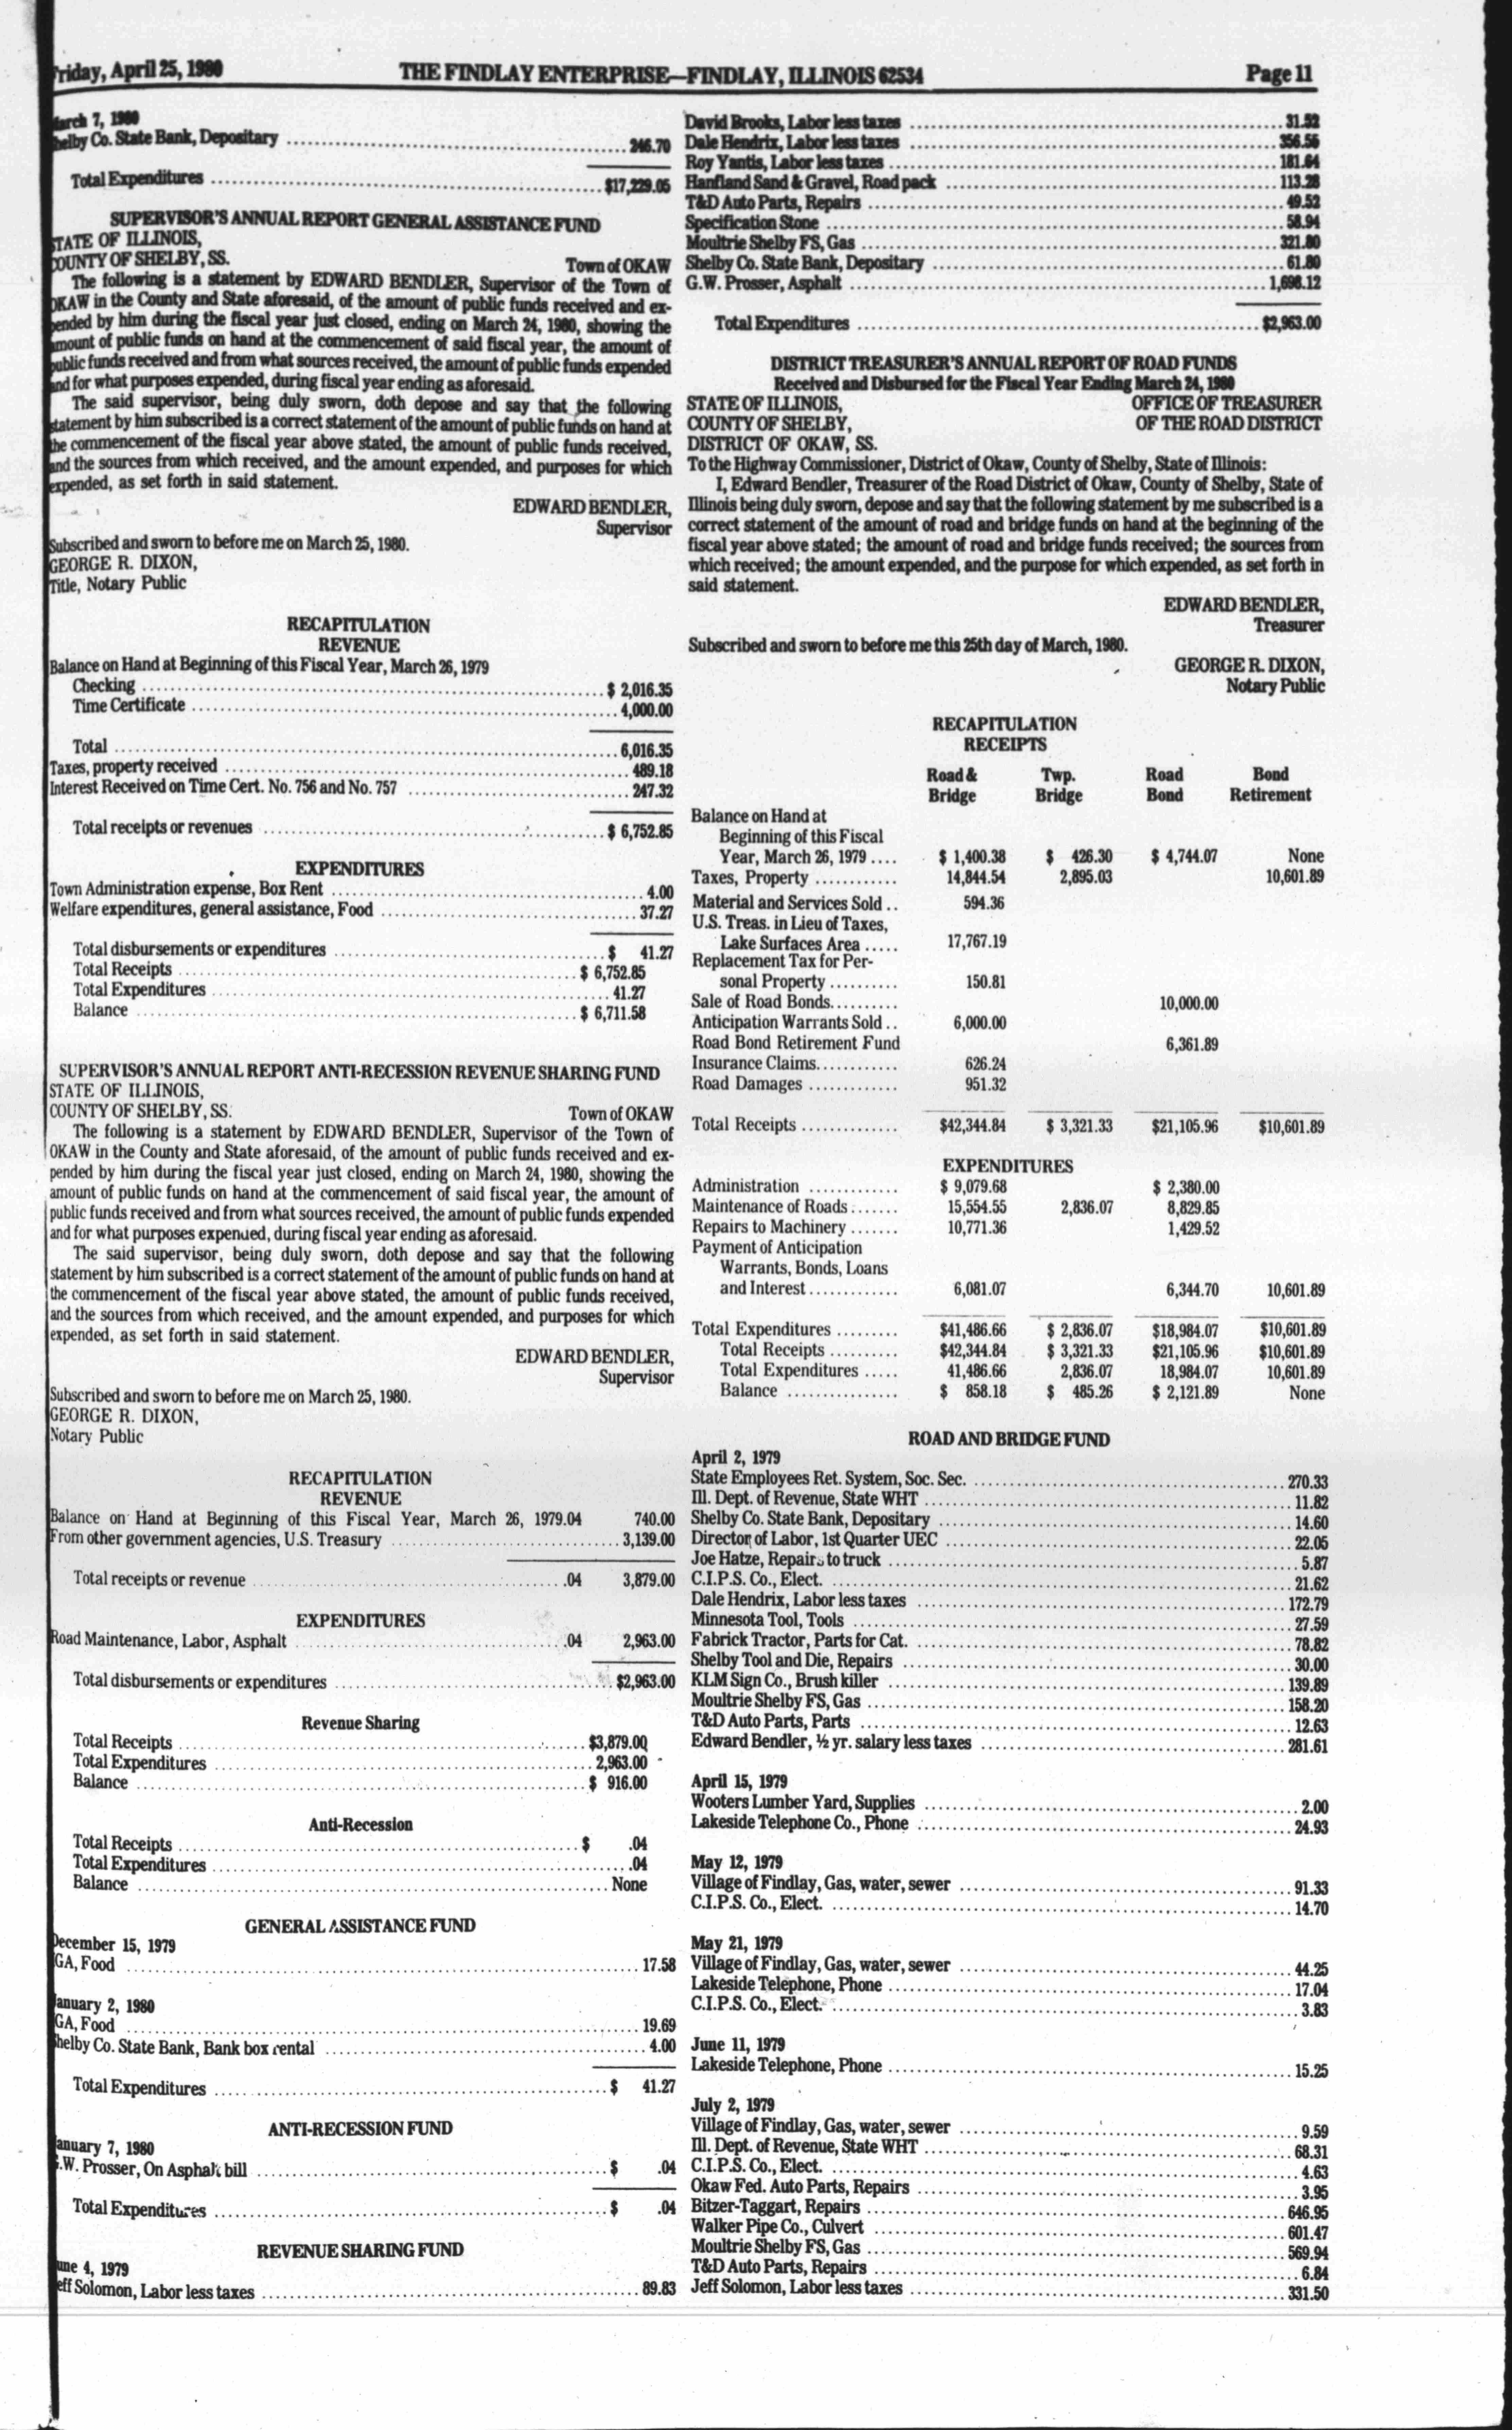 Friday, April 25, 1980
THE FINDLAY ENTERPRISE—FINDLAY, ILLINOIS 62534
Page 11
March 7, 1980
Shelby Co. State Bank, Depositary 246.70
Total Expenditures $17,229.05
SUPERVISOR'S ANNUAL REPORT GENERAL ASSISTANCE FUND
STATE OF ILLINOIS,
COUNTY OF SHELBY, SS.
Town of OKAW
The following is a statement by EDWARD BENDLER, Supervisor of the Town of
OKAW in the County and State aforesaid, of the amount of public funds received and ex-
pended by him during the fiscal year just closed, ending on March 24, 1980, showing the
amount of public funds on hand at the commencement of said fiscal year, the amount of
public funds received and from what sources received, the amount of public funds expended
and for what purposes expended, during fiscal year ending as aforesaid.
The said supervisor, being duly sworn, doth depose and say that the following
statement by him subscribed is a correct statement of the amount of public funds on hand at
the commencement of the fiscal year above stated, the amount of public funds received,
and the sources from which received, and the amount expended, and purposes for which
expended, as set forth in said statement.
EDWARD BENDLER,
Supervisor
Subscribed and sworn to before me on March 25, 1980.
GEORGE R. DIXON,
Title, Notary Public
RECAPITULATION
REVENUE
Balance on Hand at Beginning of this Fiscal Year, March 26, 1979
Checking $ 2,016.35
Time Certificate 4,000.00
Total 6,016.35
Taxes, property received 489.18
Interest Received on Time Cert. No. 756 and No. 757 247.32
Total receipts or revenues $ 6,752.85
EXPENDITURES
Town Administration expense, Box Rent 4.00
Welfare expenditures, general assistance, Food 37.27
Total disbursements or expenditures $ 41.27
Total Receipts $ 6,752.85
Total Expenditures 41.27
Balance $ 6,711.58
SUPERVISOR'S ANNUAL REPORT ANTI-RECESSION REVENUE SHARING FUND
STATE OF ILLINOIS,
COUNTY OF SHELBY, SS.
Town of OKAW
The following is a statement by EDWARD BENDLER, Supervisor of the Town of
OKAW in the County and State aforesaid, of the amount of public funds received and ex-
pended by him during the fiscal year just closed, ending on March 24, 1980, showing the
amount of public funds on hand at the commencement of said fiscal year, the amount of
public funds received and from what sources received, the amount of public funds expended
and for what purposes expended, during fiscal year ending as aforesaid.
The said supervisor, being duly sworn, doth depose and say that the following
statement by him subscribed is a correct statement of the amount of public funds on hand at
the commencement of the fiscal year above stated, the amount of public funds received,
and the sources from which received, and the amount expended, and purposes for which
expended, as set forth in said statement.
EDWARD BENDLER,
Supervisor
Subscribed and sworn to before me on March 25, 1980.
GEORGE R. DIXON,
Notary Public
RECAPITULATION
REVENUE
Balance on Hand at Beginning of this Fiscal Year, March 26, 1979 .04 740.00
From other government agencies, U.S. Treasury 3,139.00
Total receipts or revenue .04 3,879.00
EXPENDITURES
Road Maintenance, Labor, Asphalt .04 2,963.00
Total disbursements or expenditures $2,963.00
Revenue Sharing
Total Receipts $3,879.00
Total Expenditures 2,963.00
Balance $ 916.00
Anti-Recession
Total Receipts $ .04
Total Expenditures .04
Balance None
GENERAL ASSISTANCE FUND
December 15, 1979
GA, Food 17.58
January 2, 1980
GA, Food 19.69
Shelby Co. State Bank, Bank box rental 4.00
Total Expenditures $ 41.27
ANTI-RECESSION FUND
January 7, 1980
G.W. Prosser, On Asphalt bill $ .04
Total Expenditures $ .04
REVENUE SHARING FUND
June 4, 1979
Jeff Solomon, Labor less taxes 89.83
David Brooks, Labor less taxes 31.52
Dale Hendrix, Labor less taxes 356.56
Roy Yantis, Labor less taxes 181.64
Hanfland Sand & Gravel, Road pack 113.28
T&D Auto Parts, Repairs 49.52
Specification Stone 58.94
Moultrie Shelby FS, Gas 321.80
Shelby Co. State Bank, Depositary 61.80
G.W. Prosser, Asphalt 1,698.12
Total Expenditures $2,963.00
DISTRICT TREASURER'S ANNUAL REPORT OF ROAD FUNDS
Received and Disbursed for the Fiscal Year Ending March 24, 1980
STATE OF ILLINOIS, OFFICE OF TREASURER
COUNTY OF SHELBY, OF THE ROAD DISTRICT
DISTRICT OF OKAW, SS.
To the Highway Commissioner, District of Okaw, County of Shelby, State of Illinois:
I, Edward Bendler, Treasurer of the Road District of Okaw, County of Shelby, State of
Illinois being duly sworn, depose and say that the following statement by me subscribed is a
correct statement of the amount of road and bridge funds on hand at the beginning of the
fiscal year above stated; the amount of road and bridge funds received; the sources from
which received; the amount expended, and the purpose for which expended, as set forth in
said statement.
EDWARD BENDLER,
Treasurer
Subscribed and sworn to before me this 25th day of March, 1980.
GEORGE R. DIXON,
Notary Public
RECAPITULATION
RECEIPTS
Road & Twp. Road Bond
Bridge Bridge Bond Retirement
Balance on Hand at
Beginning of this Fiscal
Year, March 26, 1979 $ 1,400.38 $ 426.30 $ 4,744.07 None
Taxes, Property 14,844.54 2,895.03 10,601.89
Material and Services Sold 594.36
U.S. Treas. in Lieu of Taxes,
Lake Surfaces Area 17,767.19
Replacement Tax for Per-
sonal Property 150.81
Sale of Road Bonds 10,000.00
Anticipation Warrants Sold 6,000.00
Road Bond Retirement Fund 6,361.89
Insurance Claims 626.24
Road Damages 951.32
Total Receipts $42,344.84 $ 3,321.33 $21,105.96 $10,601.89
EXPENDITURES
Administration $ 9,079.68 $ 2,380.00
Maintenance of Roads 15,554.55 2,836.07 8,829.85
Repairs to Machinery 10,771.36 1,429.52
Payment of Anticipation
Warrants, Bonds, Loans
and Interest 6,081.07 6,344.70 10,601.89
Total Expenditures $41,486.66 $ 2,836.07 $18,984.07 $10,601.89
Total Receipts $42,344.84 $ 3,321.33 $21,105.96 $10,601.89
Total Expenditures 41,486.66 2,836.07 18,984.07 10,601.89
Balance $ 858.18 $ 485.26 $ 2,121.89 None
ROAD AND BRIDGE FUND
April 2, 1979
State Employees Ret. System, Soc. Sec. 270.33
Ill. Dept. of Revenue, State WHT 11.82
Shelby Co. State Bank, Depositary 14.60
Director of Labor, 1st Quarter UEC 22.05
Joe Hatze, Repairs to truck 5.87
C.I.P.S. Co., Elect. 21.62
Dale Hendrix, Labor less taxes 172.79
Minnesota Tool, Tools 27.59
Fabrick Tractor, Parts for Cat. 78.82
Shelby Tool and Die, Repairs 30.00
KLM Sign Co., Brush killer 139.89
Moultrie Shelby FS, Gas 158.20
T&D Auto Parts, Parts 12.63
Edward Bendler, ½ yr. salary less taxes 281.61
April 15, 1979
Wooters Lumber Yard, Supplies 2.00
Lakeside Telephone Co., Phone 24.93
May 12, 1979
Village of Findlay, Gas, water, sewer 91.33
C.I.P.S. Co., Elect. 14.70
May 21, 1979
Village of Findlay, Gas, water, sewer 44.25
Lakeside Telephone, Phone 17.04
C.I.P.S. Co., Elect. 3.83
June 11, 1979
Lakeside Telephone, Phone 15.25
July 2, 1979
Village of Findlay, Gas, water, sewer 9.59
Ill. Dept. of Revenue, State WHT 68.31
C.I.P.S. Co., Elect. 4.63
Okaw Fed. Auto Parts, Repairs 3.95
Bitzer-Taggart, Repairs 646.95
Walker Pipe Co., Culvert 601.47
Moultrie Shelby FS, Gas 569.94
T&D Auto Parts, Repairs 6.84
Jeff Solomon, Labor less taxes 331.50